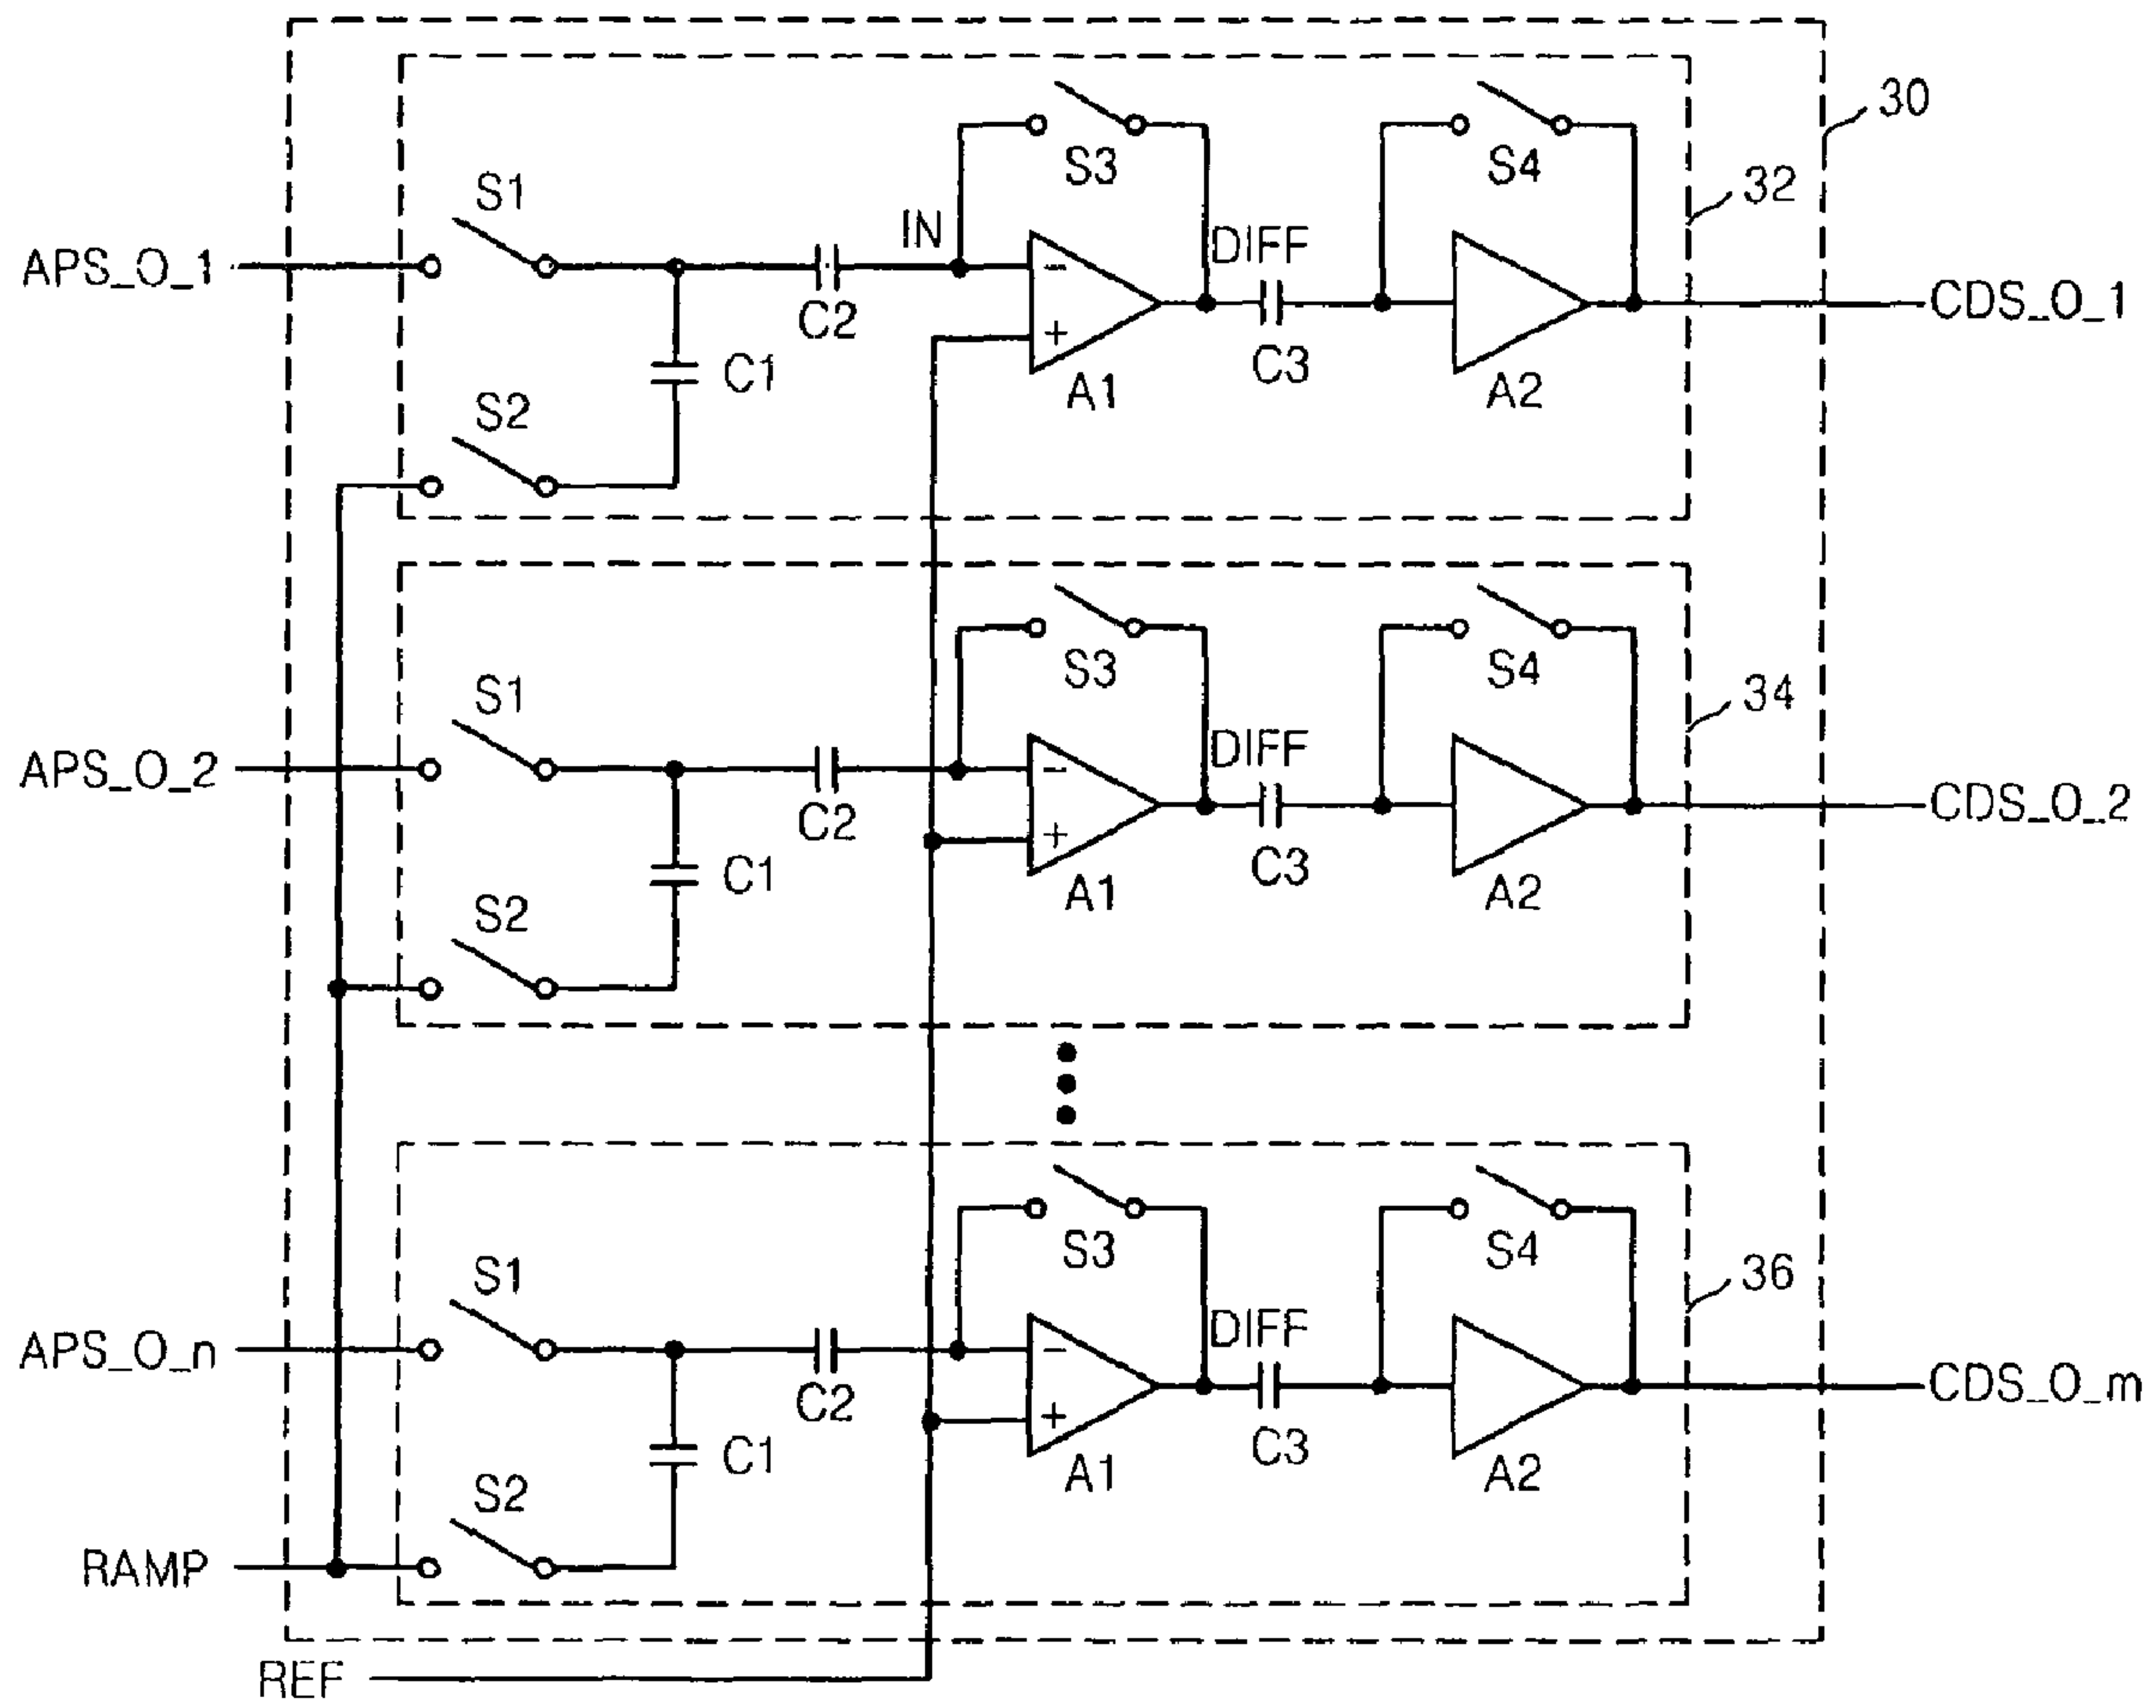 30
S3
S4
32
S1
IN
DIFF
APS_O_1
−
CDS_O_1
C2
+
C3
C1
A1
A2
S2
S3
S4
34
S1
DIFF
APS_O_2
−
CDS_O_2
C2
+
C3
C1
A1
A2
S2
S3
S4
36
S1
DIFF
APS_O_n
−
CDS_O_m
C2
+
C3
C1
A1
A2
S2
RAMP
REF